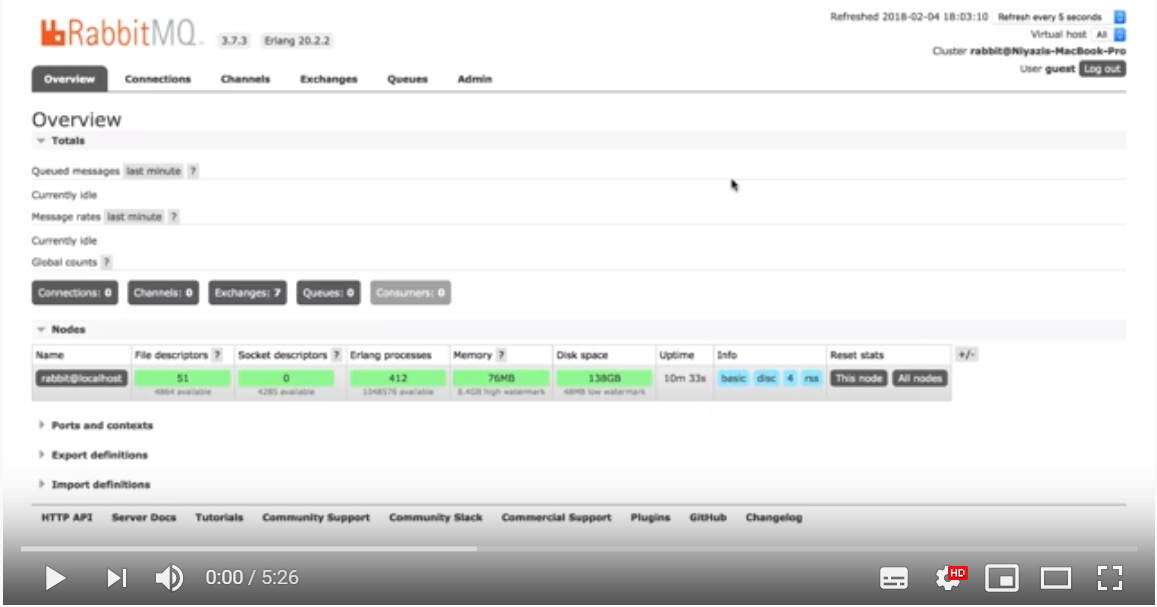 RabbitMQ. 3.7.3 Erlang 20.2.2
Refreshed 2018-02-04 18:03:10 Refresh every 5 seconds
Virtual host All
Cluster rabbit@Niyazis-MacBook-Pro
User guest Log out
Overview Connections Channels Exchanges Queues Admin
Overview
Totals
Queued messages last minute ?
Currently idle
Message rates last minute ?
Currently idle
Global counts ?
Connections: 0 Channels: 0 Exchanges: 7 Queues: 0 Consumers: 0
Nodes
Name File descriptors ? Socket descriptors ? Erlang processes Memory ? Disk space Uptime Info Reset stats +/-
rabbit@localhost 51 0 412 76MB 138GB 10m 33s basic disc 4 rss This node All nodes
4864 available 4285 available 1048576 available 6.4GB high watermark 48MB low watermark
Ports and contexts
Export definitions
Import definitions
HTTP API Server Docs Tutorials Community Support Community Slack Commercial Support Plugins GitHub Changelog
0:00 / 5:26
HD